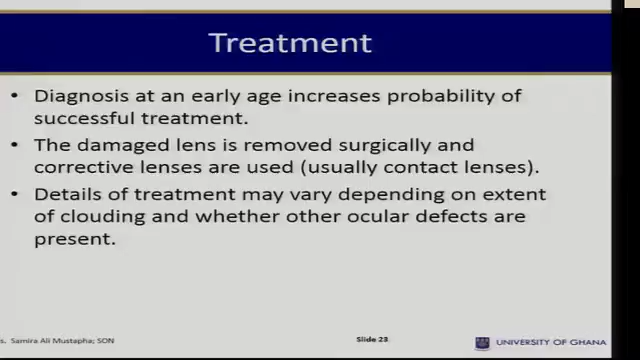 Treatment
• Diagnosis at an early age increases probability of
successful treatment.
• The damaged lens is removed surgically and
corrective lenses are used (usually contact lenses).
• Details of treatment may vary depending on extent
of clouding and whether other ocular defects are
present.
s. Samira Ali Mustapha; SON
Slide 23
UNIVERSITY OF GHANA